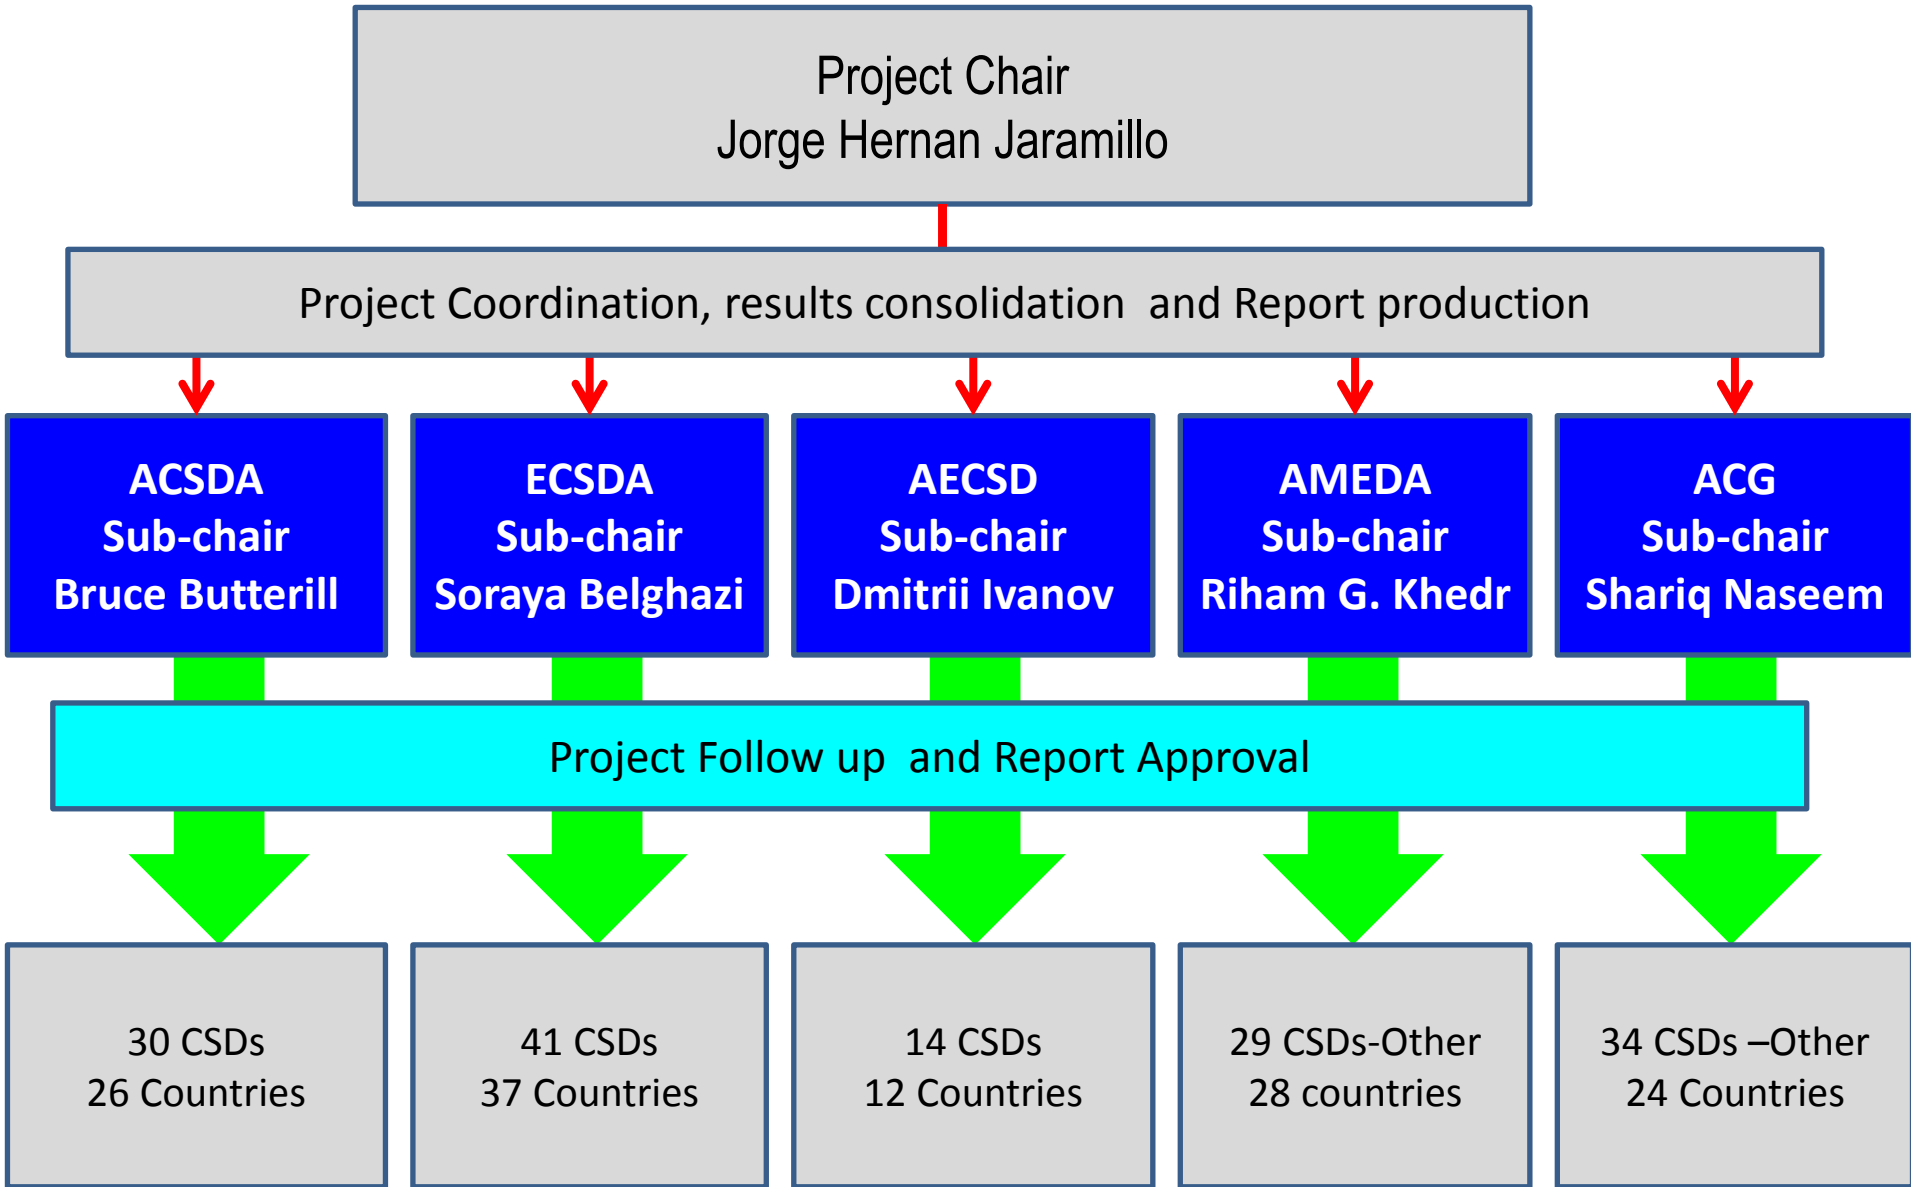 Project Chair
Jorge Hernan Jaramillo
Project Coordination, results consolidation  and Report production
ACSDA
Sub-chair
Bruce Butterill
ECSDA
Sub-chair
Soraya Belghazi
AECSD
Sub-chair
Dmitrii Ivanov
AMEDA
Sub-chair
Riham G. Khedr
ACG
Sub-chair
Shariq Naseem
Project Follow up  and Report Approval
30 CSDs
26 Countries
41 CSDs
37 Countries
14 CSDs
12 Countries
29 CSDs-Other
28 countries
34 CSDs –Other
24 Countries